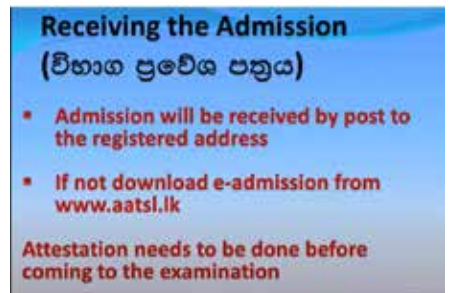 Receiving the Admission
(විභාග ප්‍රවේශ පත්‍රය)
▪ Admission will be received by post to
the registered address
▪ If not download e-admission from
www.aatsl.lk
Attestation needs to be done before
coming to the examination